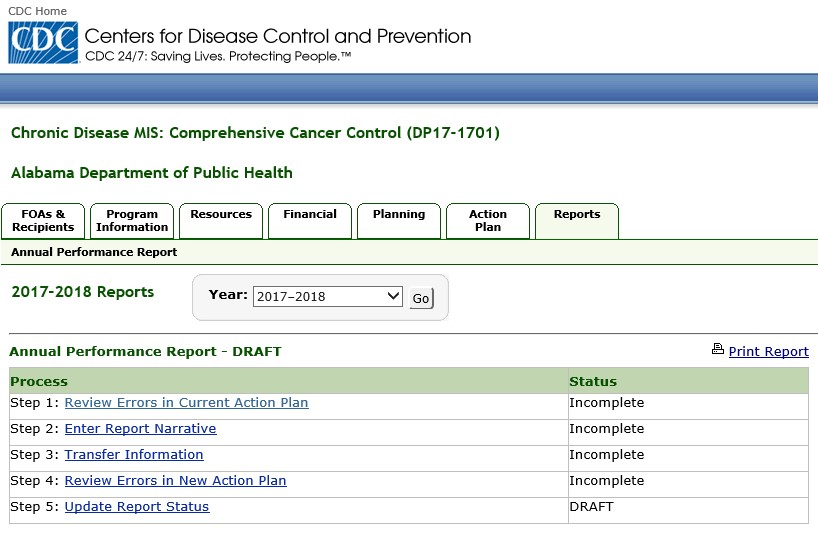 CDC Home
CDC Centers for Disease Control and Prevention
CDC 24/7: Saving Lives. Protecting People.™
Chronic Disease MIS: Comprehensive Cancer Control (DP17-1701)
Alabama Department of Public Health
FOAs & Recipients
Program Information
Resources
Financial
Planning
Action Plan
Reports
Annual Performance Report
2017-2018 Reports
Year: 2017–2018 Go
Annual Performance Report - DRAFT
Print Report
Process Status
Step 1: Review Errors in Current Action Plan Incomplete
Step 2: Enter Report Narrative Incomplete
Step 3: Transfer Information Incomplete
Step 4: Review Errors in New Action Plan Incomplete
Step 5: Update Report Status DRAFT